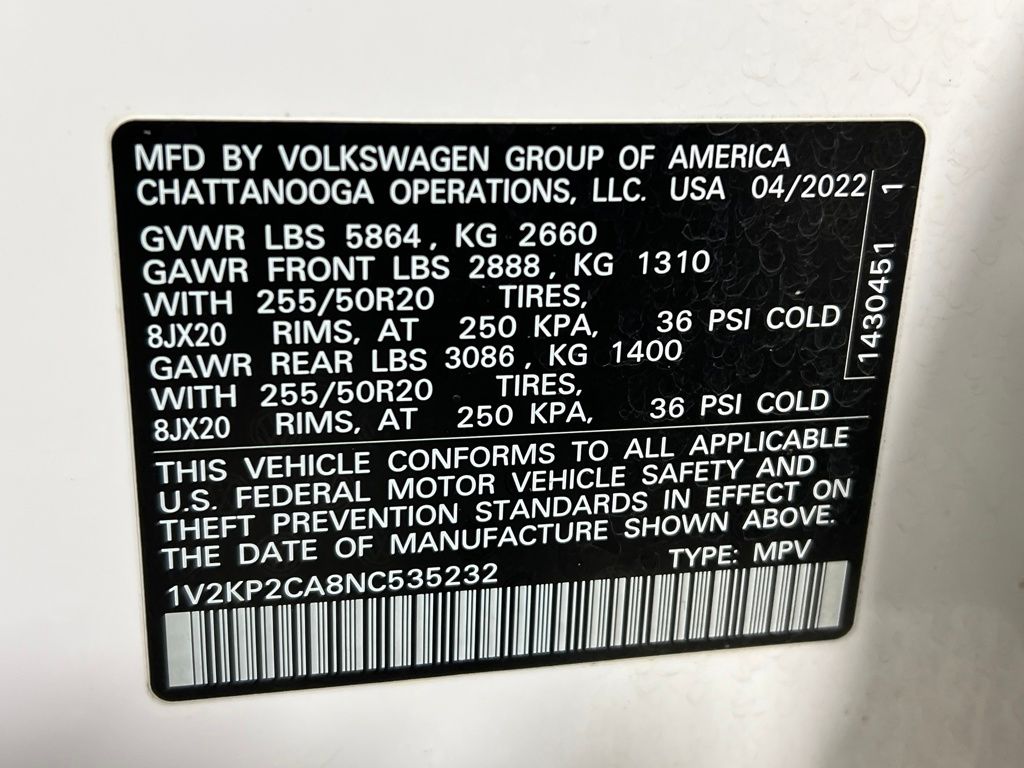 MFD BY VOLKSWAGEN GROUP OF AMERICA
CHATTANOOGA OPERATIONS, LLC. USA 04/2022
GVWR LBS 5864, KG 2660
GAWR FRONT LBS 2888, KG 1310
WITH 255/50R20 TIRES,
8JX20 RIMS, AT 250 KPA, 36 PSI COLD
GAWR REAR LBS 3086, KG 1400
WITH 255/50R20 TIRES,
8JX20 RIMS, AT 250 KPA, 36 PSI COLD
1430451 1
THIS VEHICLE CONFORMS TO ALL APPLICABLE
U.S. FEDERAL MOTOR VEHICLE SAFETY AND
THEFT PREVENTION STANDARDS IN EFFECT ON
THE DATE OF MANUFACTURE SHOWN ABOVE.
TYPE: MPV
1V2KP2CA8NC535232